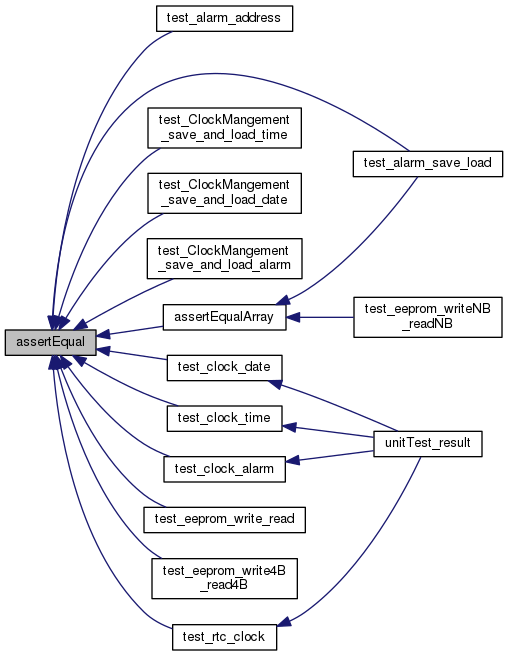 test_alarm_address
test_ClockMangement
_save_and_load_time
test_alarm_save_load
test_ClockMangement
_save_and_load_date
test_ClockMangement
_save_and_load_alarm
assertEqualArray
test_eeprom_writeNB
_readNB
assertEqual
test_clock_date
test_clock_time
unitTest_result
test_clock_alarm
test_eeprom_write_read
test_eeprom_write4B
_read4B
test_rtc_clock